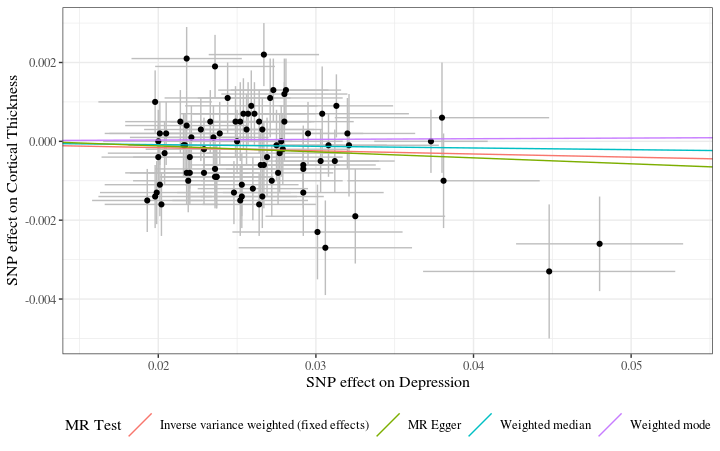 SNP effect on Cortical Thickness
0.002
0.000
-0.002
-0.004
0.02 0.03 0.04 0.05
SNP effect on Depression
MR Test Inverse variance weighted (fixed effects) MR Egger Weighted median Weighted mode